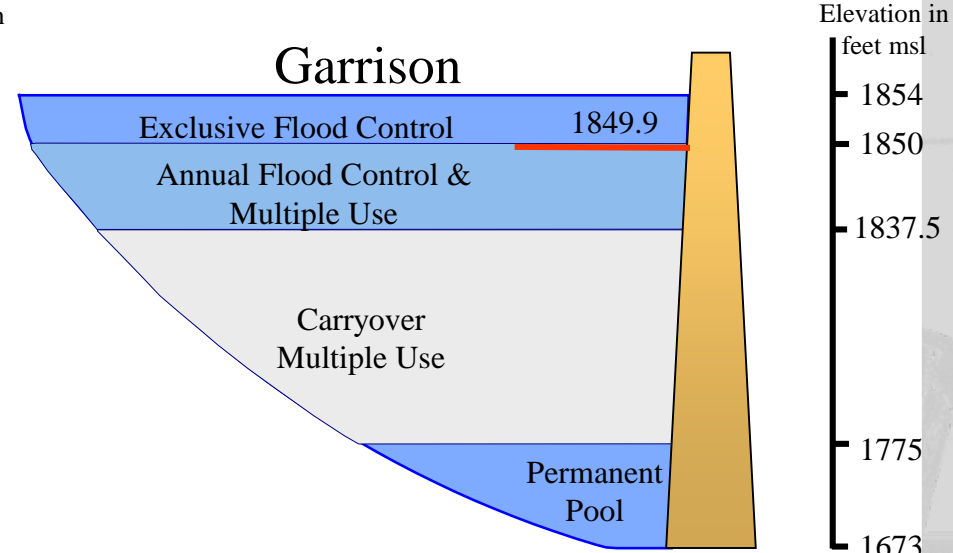 n
Elevation in
feet msl
Garrison
1854
Exclusive Flood Control
1849.9
1850
Annual Flood Control &
Multiple Use
1837.5
Carryover
Multiple Use
1775
Permanent
Pool
1673